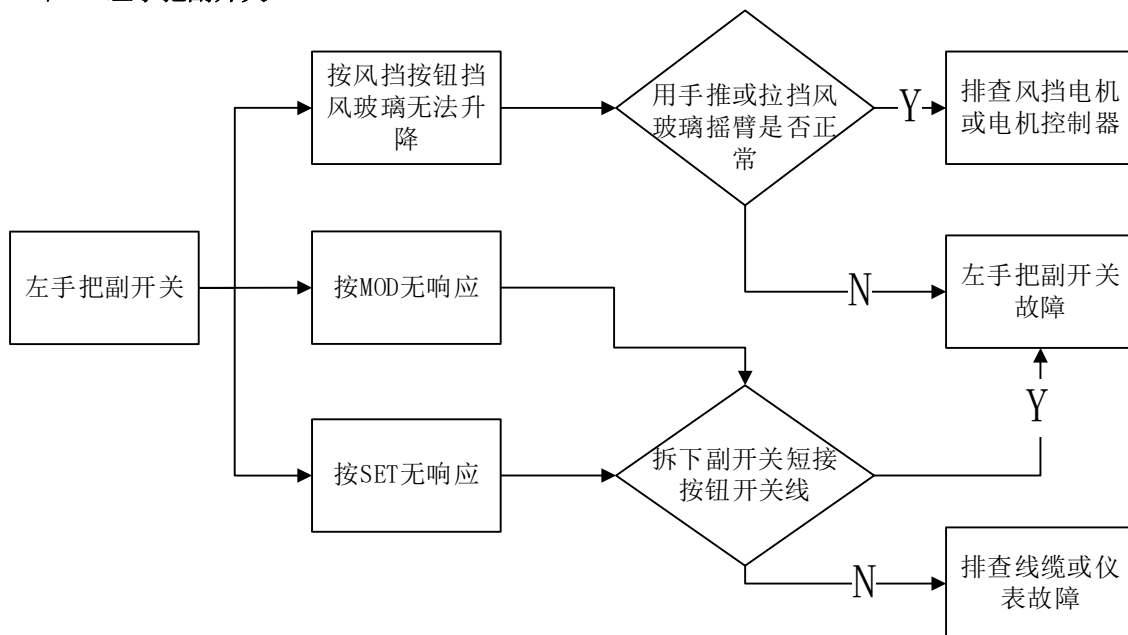 按风挡按钮挡
风玻璃无法升
降
用手推或拉挡风
玻璃摇臂是否正
常
Y
排查风挡电机
或电机控制器
左手把副开关
按MOD无响应
N
左手把副开关
故障
Y
按SET无响应
拆下副开关短接
按钮开关线
N
排查线缆或仪
表故障